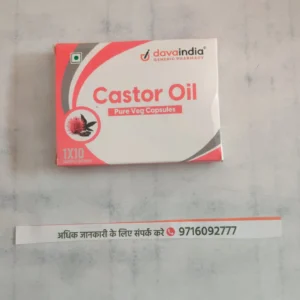 davaindia
GENERIC PHARMACY
Castor Oil
Pure Veg Capsules
1X10
अधिक जानकारी के लिए संपर्क करे 9716092777